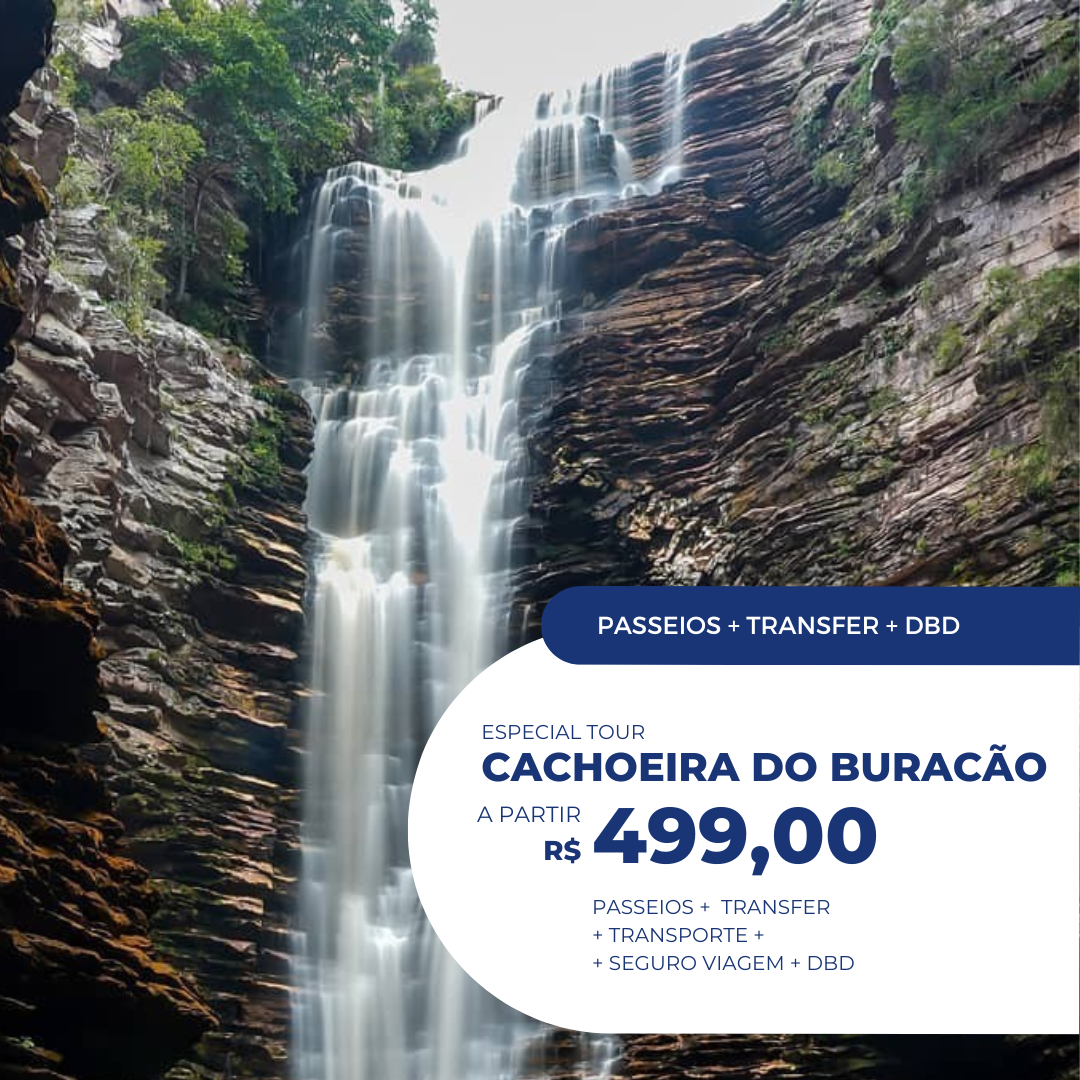 PASSEIOS + TRANSFER + DBD
ESPECIAL TOUR
CACHOEIRA DO BURACÃO
A PARTIR
R$ 499,00
PASSEIOS + TRANSFER
+ TRANSPORTE +
+ SEGURO VIAGEM + DBD